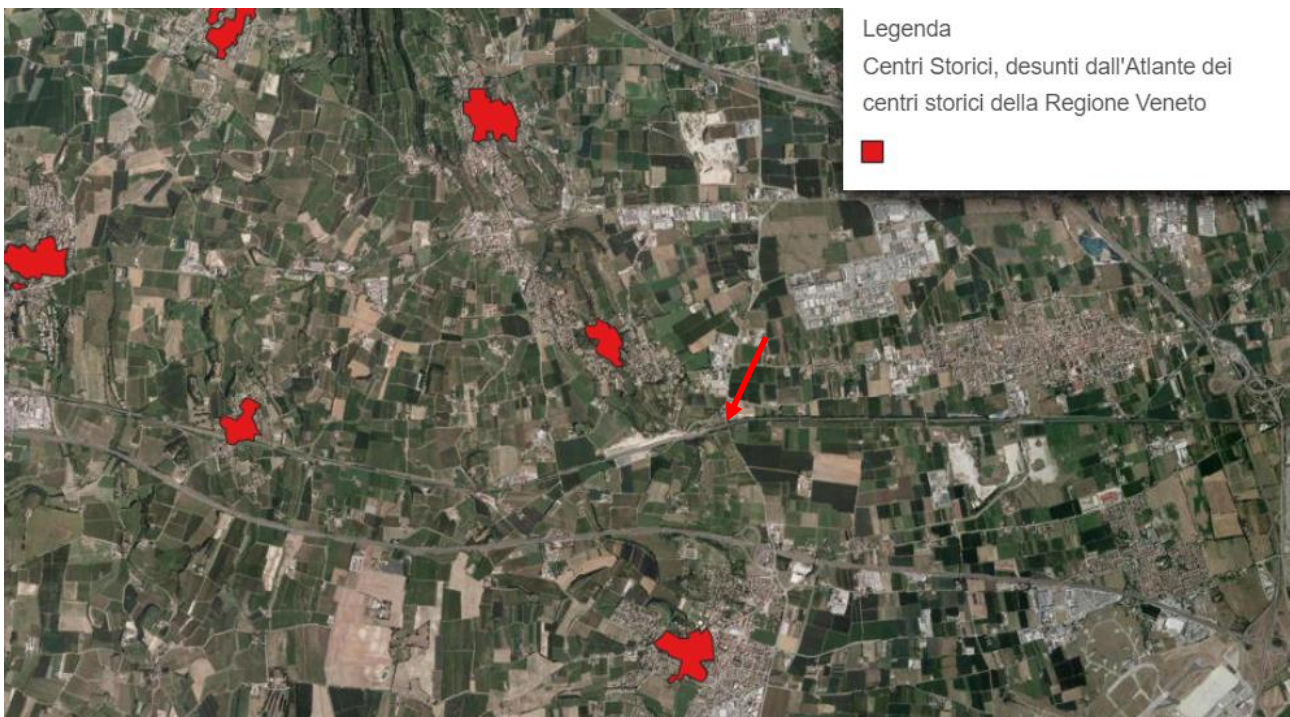 Legenda
Centri Storici, desunti dall'Atlante dei
centri storici della Regione Veneto